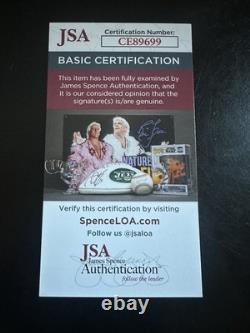 JSA
Certification Number:
CE89699
BASIC CERTIFICATION
This item has been fully examined by
James Spence Authentication, and
it is our considered opinion that the
signature(s) is/are genuine.
NATURE
Verify this certification by visiting
SpenceLOA.com
Follow us @jsaloa
JSA
James Spence
Authentication™
follow the leader